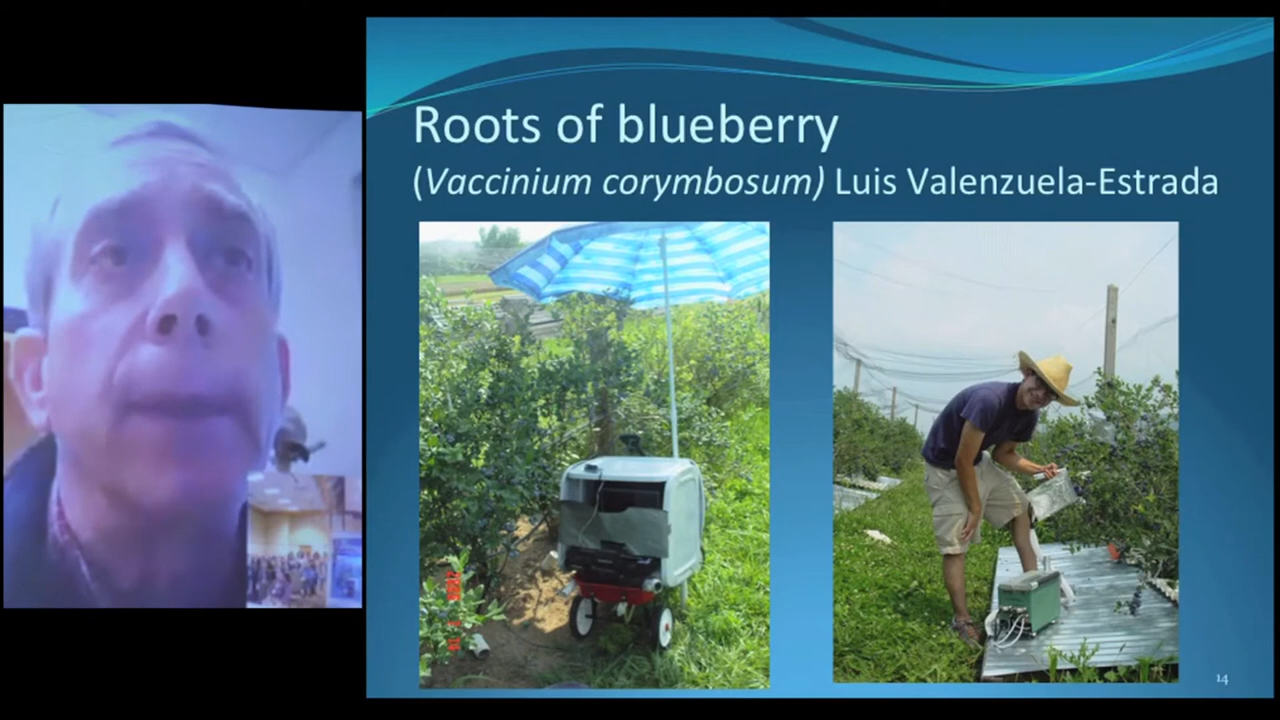 Roots of blueberry
(Vaccinium corymbosum) Luis Valenzuela-Estrada
14